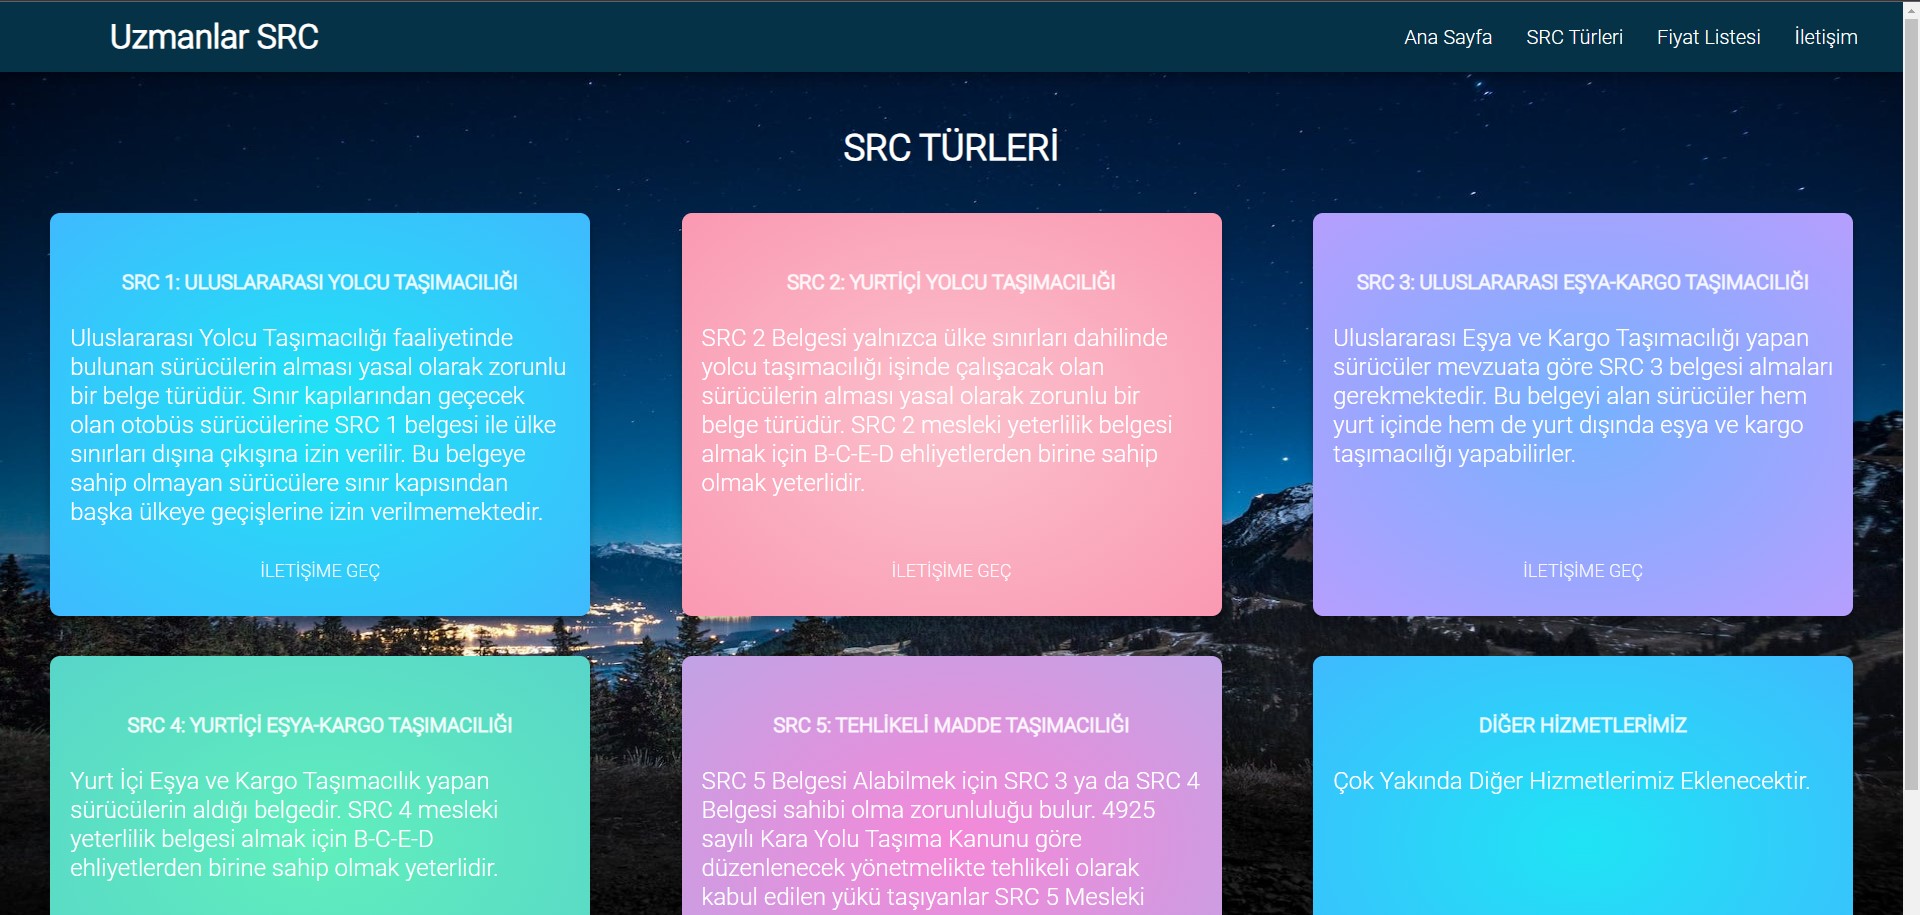 Uzmanlar SRC
Ana Sayfa
SRC Türleri
Fiyat Listesi
İletişim
SRC TÜRLERİ
SRC 1: ULUSLARARASI YOLCU TAŞIMACILIĞI
Uluslararası Yolcu Taşımacılığı faaliyetinde
bulunan sürücülerin alması yasal olarak zorunlu
bir belge türüdür. Sınır kapılarından geçecek
olan otobüs sürücülerine SRC 1 belgesi ile ülke
sınırları dışına çıkışına izin verilir. Bu belgeye
sahip olmayan sürücülere sınır kapısından
başka ülkeye geçişlerine izin verilmemektedir.
İLETİŞİME GEÇ
SRC 2: YURTİÇİ YOLCU TAŞIMACILIĞI
SRC 2 Belgesi yalnızca ülke sınırları dahilinde
yolcu taşımacılığı işinde çalışacak olan
sürücülerin alması yasal olarak zorunlu bir
belge türüdür. SRC 2 mesleki yeterlilik belgesi
almak için B-C-E-D ehliyetlerden birine sahip
olmak yeterlidir.
İLETİŞİME GEÇ
SRC 3: ULUSLARARASI EŞYA-KARGO TAŞIMACILIĞI
Uluslararası Eşya ve Kargo Taşımacılığı yapan
sürücüler mevzuata göre SRC 3 belgesi almaları
gerekmektedir. Bu belgeyi alan sürücüler hem
yurt içinde hem de yurt dışında eşya ve kargo
taşımacılığı yapabilirler.
İLETİŞİME GEÇ
SRC 4: YURTİÇİ EŞYA-KARGO TAŞIMACILIĞI
Yurt İçi Eşya ve Kargo Taşımacılık yapan
sürücülerin aldığı belgedir. SRC 4 mesleki
yeterlilik belgesi almak için B-C-E-D
ehliyetlerden birine sahip olmak yeterlidir.
SRC 5: TEHLİKELİ MADDE TAŞIMACILIĞI
SRC 5 Belgesi Alabilmek için SRC 3 ya da SRC 4
Belgesi sahibi olma zorunluluğu bulur. 4925
sayılı Kara Yolu Taşıma Kanunu göre
düzenlenecek yönetmelikte tehlikeli olarak
kabul edilen yükü taşıyanlar SRC 5 Mesleki
DİĞER HİZMETLERİMİZ
Çok Yakında Diğer Hizmetlerimiz Eklenecektir.